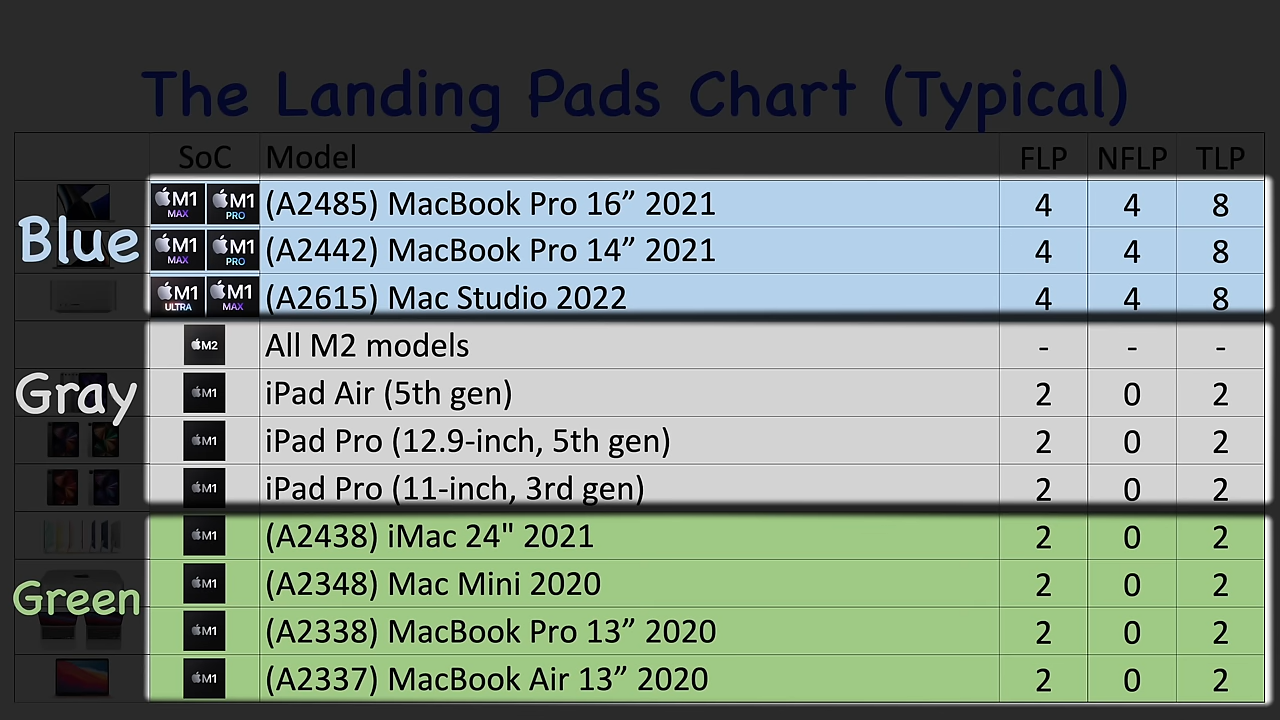 The Landing Pads Chart (Typical)
SoC Model FLP NFLP TLP
M1 MAX M1 PRO (A2485) MacBook Pro 16” 2021 4 4 8
Blue
M1 MAX M1 PRO (A2442) MacBook Pro 14” 2021 4 4 8
M1 ULTRA M1 MAX (A2615) Mac Studio 2022 4 4 8
M2 All M2 models - - -
Gray
M1 iPad Air (5th gen) 2 0 2
M1 iPad Pro (12.9-inch, 5th gen) 2 0 2
M1 iPad Pro (11-inch, 3rd gen) 2 0 2
M1 (A2438) iMac 24" 2021 2 0 2
M1 (A2348) Mac Mini 2020 2 0 2
Green
M1 (A2338) MacBook Pro 13” 2020 2 0 2
M1 (A2337) MacBook Air 13” 2020 2 0 2